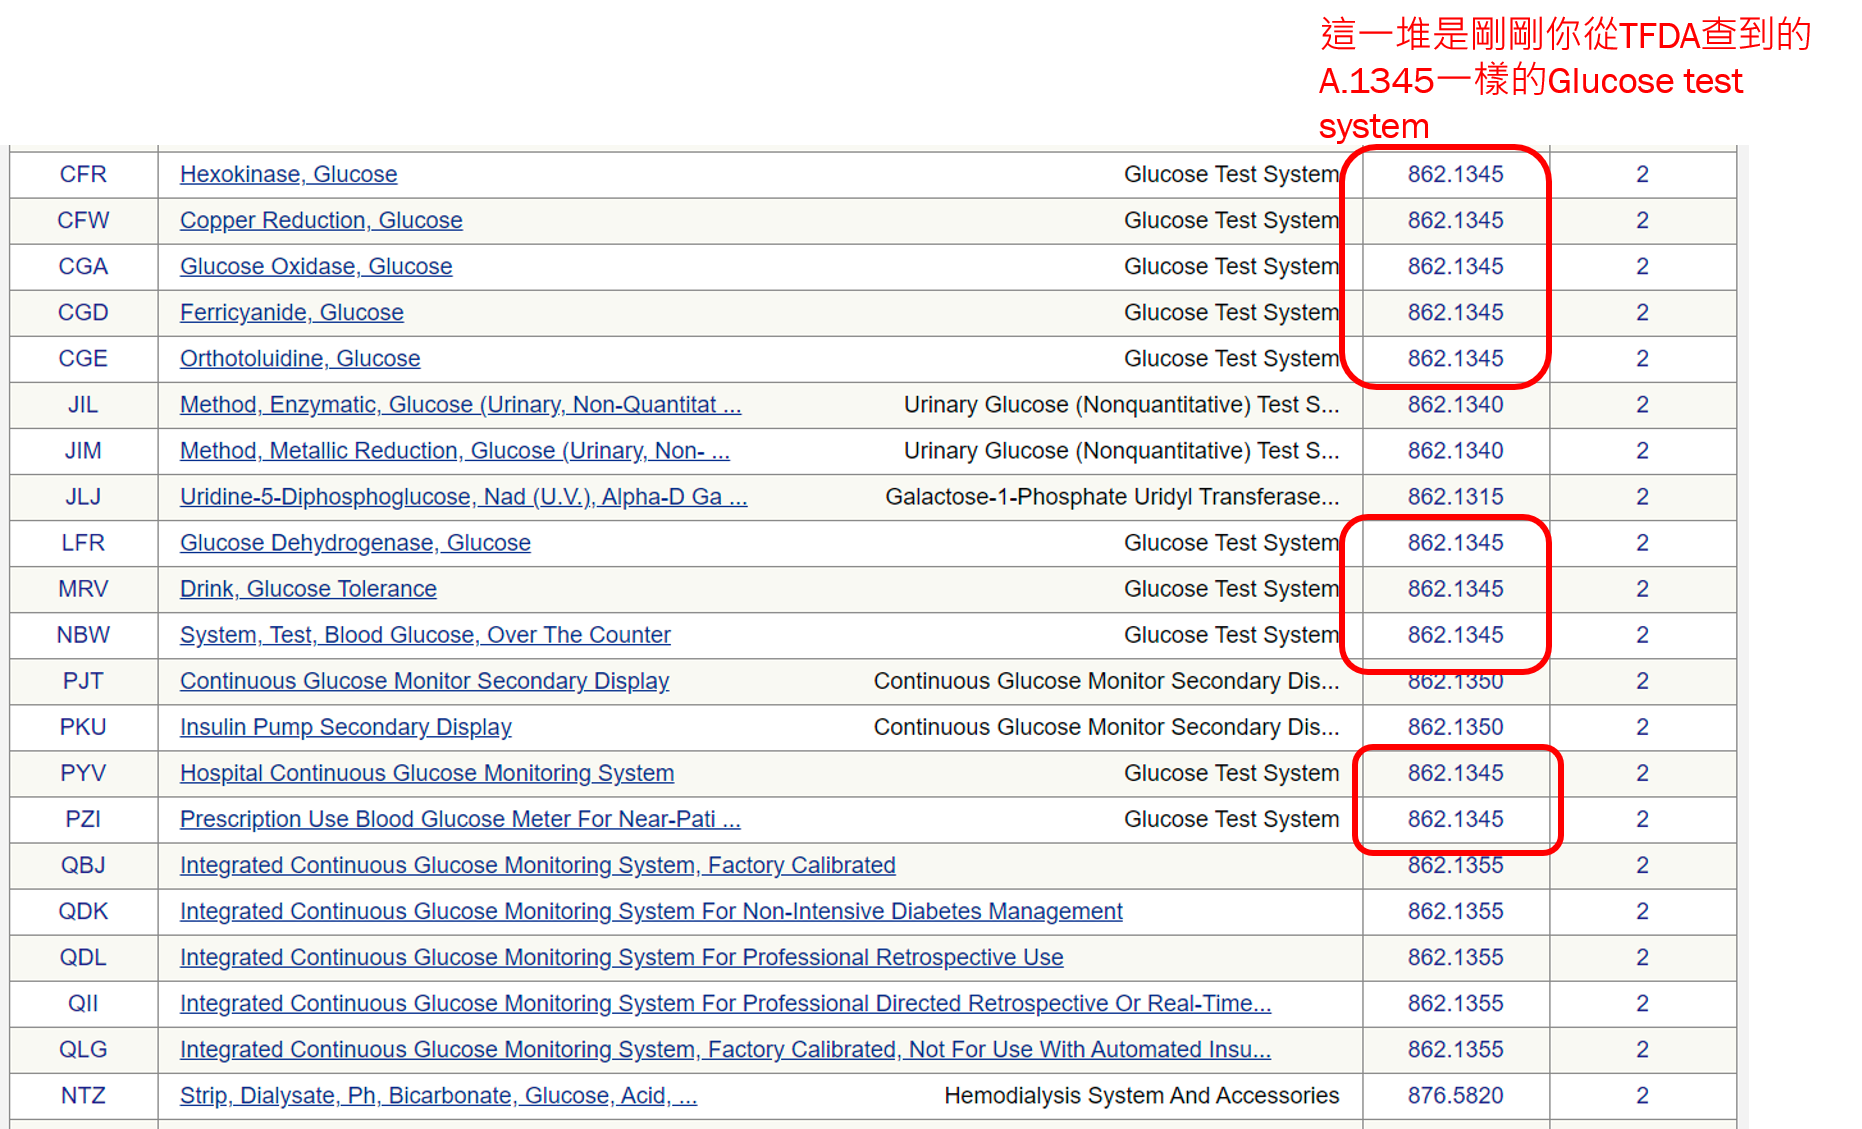 這一堆是剛剛你從TFDA查到的
A.1345一樣的Glucose test
system
CFR Hexokinase, Glucose Glucose Test System 862.1345 2
CFW Copper Reduction, Glucose Glucose Test System 862.1345 2
CGA Glucose Oxidase, Glucose Glucose Test System 862.1345 2
CGD Ferricyanide, Glucose Glucose Test System 862.1345 2
CGE Orthotoluidine, Glucose Glucose Test System 862.1345 2
JIL Method, Enzymatic, Glucose (Urinary, Non-Quantitat ... Urinary Glucose (Nonquantitative) Test S... 862.1340 2
JIM Method, Metallic Reduction, Glucose (Urinary, Non- ... Urinary Glucose (Nonquantitative) Test S... 862.1340 2
JLJ Uridine-5-Diphosphoglucose, Nad (U.V.), Alpha-D Ga ... Galactose-1-Phosphate Uridyl Transferase... 862.1315 2
LFR Glucose Dehydrogenase, Glucose Glucose Test System 862.1345 2
MRV Drink, Glucose Tolerance Glucose Test System 862.1345 2
NBW System, Test, Blood Glucose, Over The Counter Glucose Test System 862.1345 2
PJT Continuous Glucose Monitor Secondary Display Continuous Glucose Monitor Secondary Dis... 862.1350 2
PKU Insulin Pump Secondary Display Continuous Glucose Monitor Secondary Dis... 862.1350 2
PYV Hospital Continuous Glucose Monitoring System Glucose Test System 862.1345 2
PZI Prescription Use Blood Glucose Meter For Near-Pati ... Glucose Test System 862.1345 2
QBJ Integrated Continuous Glucose Monitoring System, Factory Calibrated 862.1355 2
QDK Integrated Continuous Glucose Monitoring System For Non-Intensive Diabetes Management 862.1355 2
QDL Integrated Continuous Glucose Monitoring System For Professional Retrospective Use 862.1355 2
QII Integrated Continuous Glucose Monitoring System For Professional Directed Retrospective Or Real-Time... 862.1355 2
QLG Integrated Continuous Glucose Monitoring System, Factory Calibrated, Not For Use With Automated Insu... 862.1355 2
NTZ Strip, Dialysate, Ph, Bicarbonate, Glucose, Acid, ... Hemodialysis System And Accessories 876.5820 2